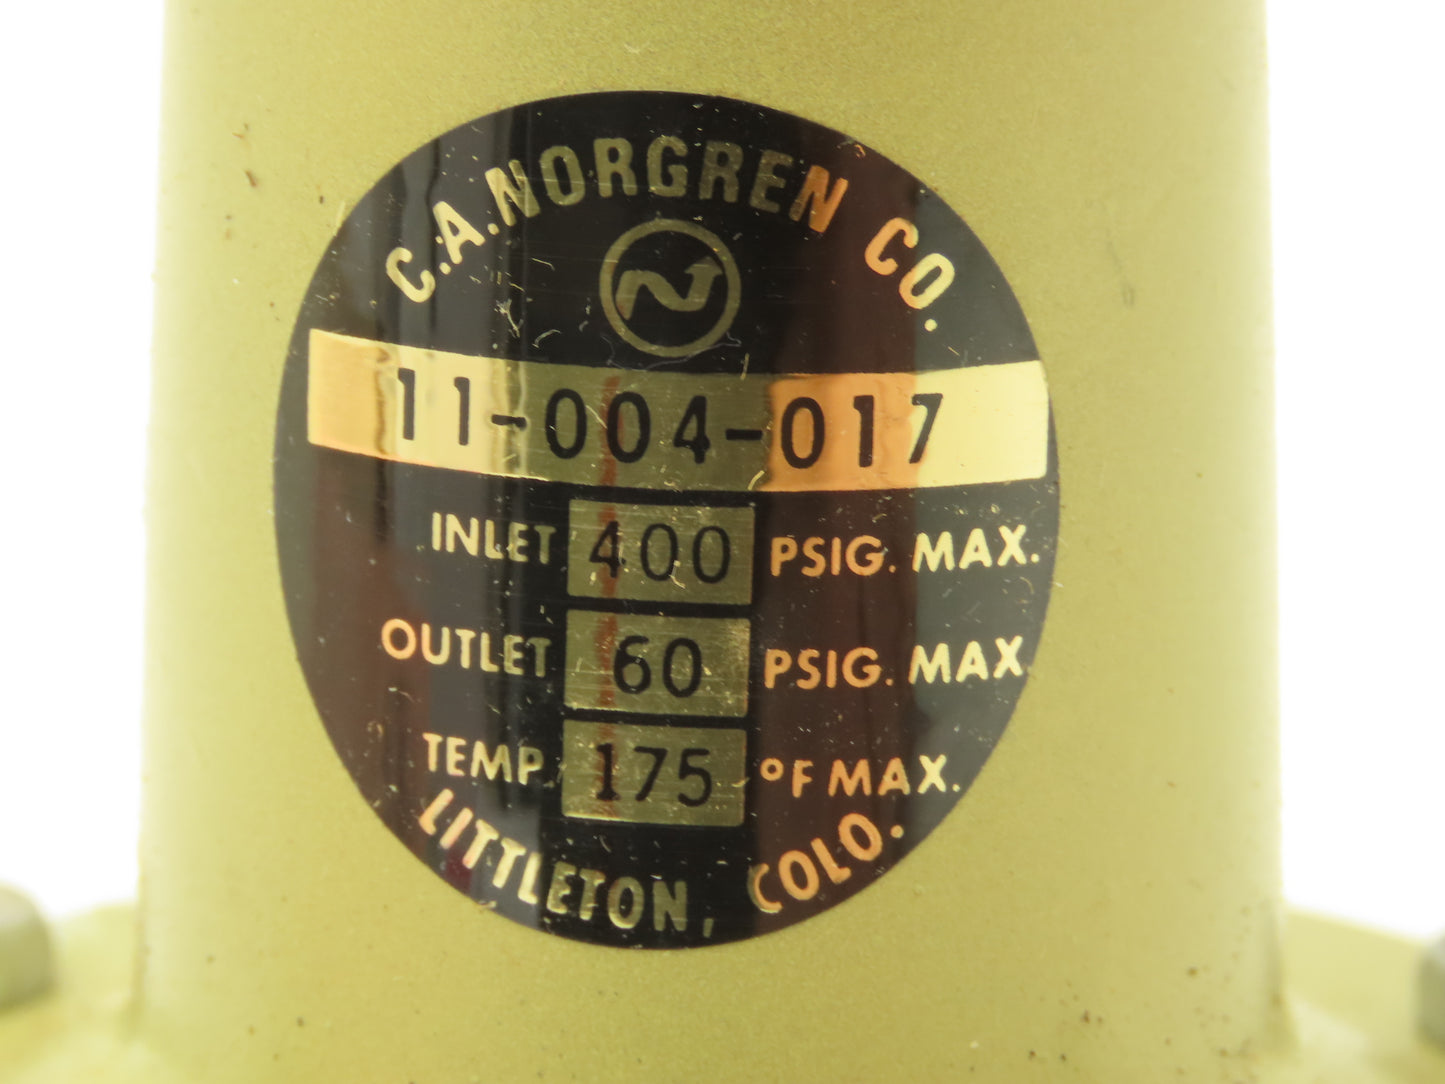 C.A.NORGREN CO.
11-004-017
INLET 400 PSIG. MAX.
OUTLET 60 PSIG. MAX
TEMP. 175 °F MAX.
LITTLETON, COLO.